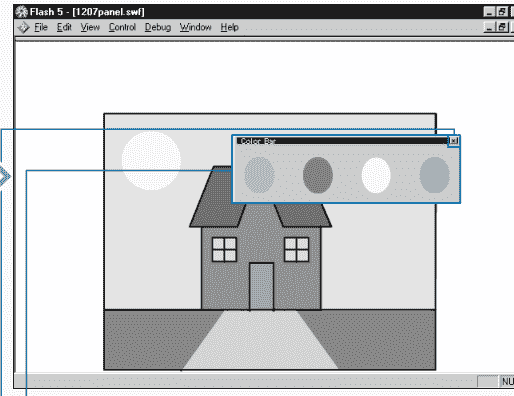 Flash 5 - [1207panel.swf]
File Edit View Control Debug Window Help
Color Bar
NU